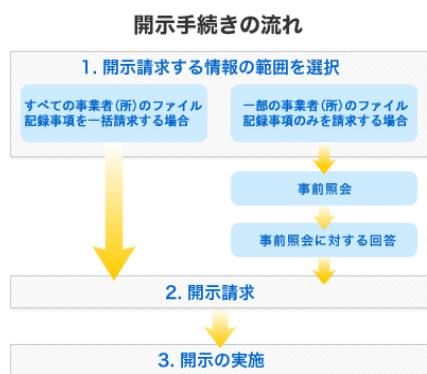 開示手続きの流れ
1. 開示請求する情報の範囲を選択
すべての事業者（所）のファイル
記録事項を一括請求する場合
一部の事業者（所）のファイル
記録事項のみを請求する場合
事前照会
事前照会に対する回答
2. 開示請求
3. 開示の実施